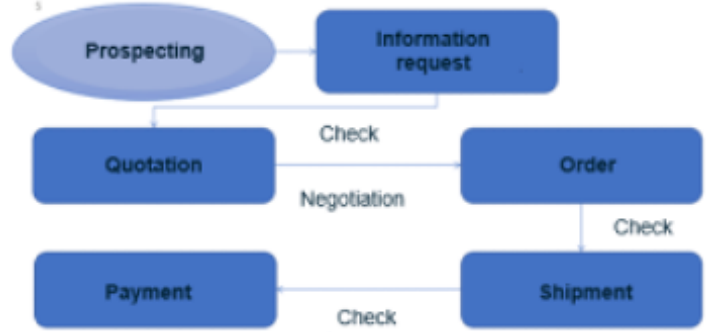 Prospecting
Information
request
Check
Quotation
Order
Negotiation
Check
Payment
Shipment
Check